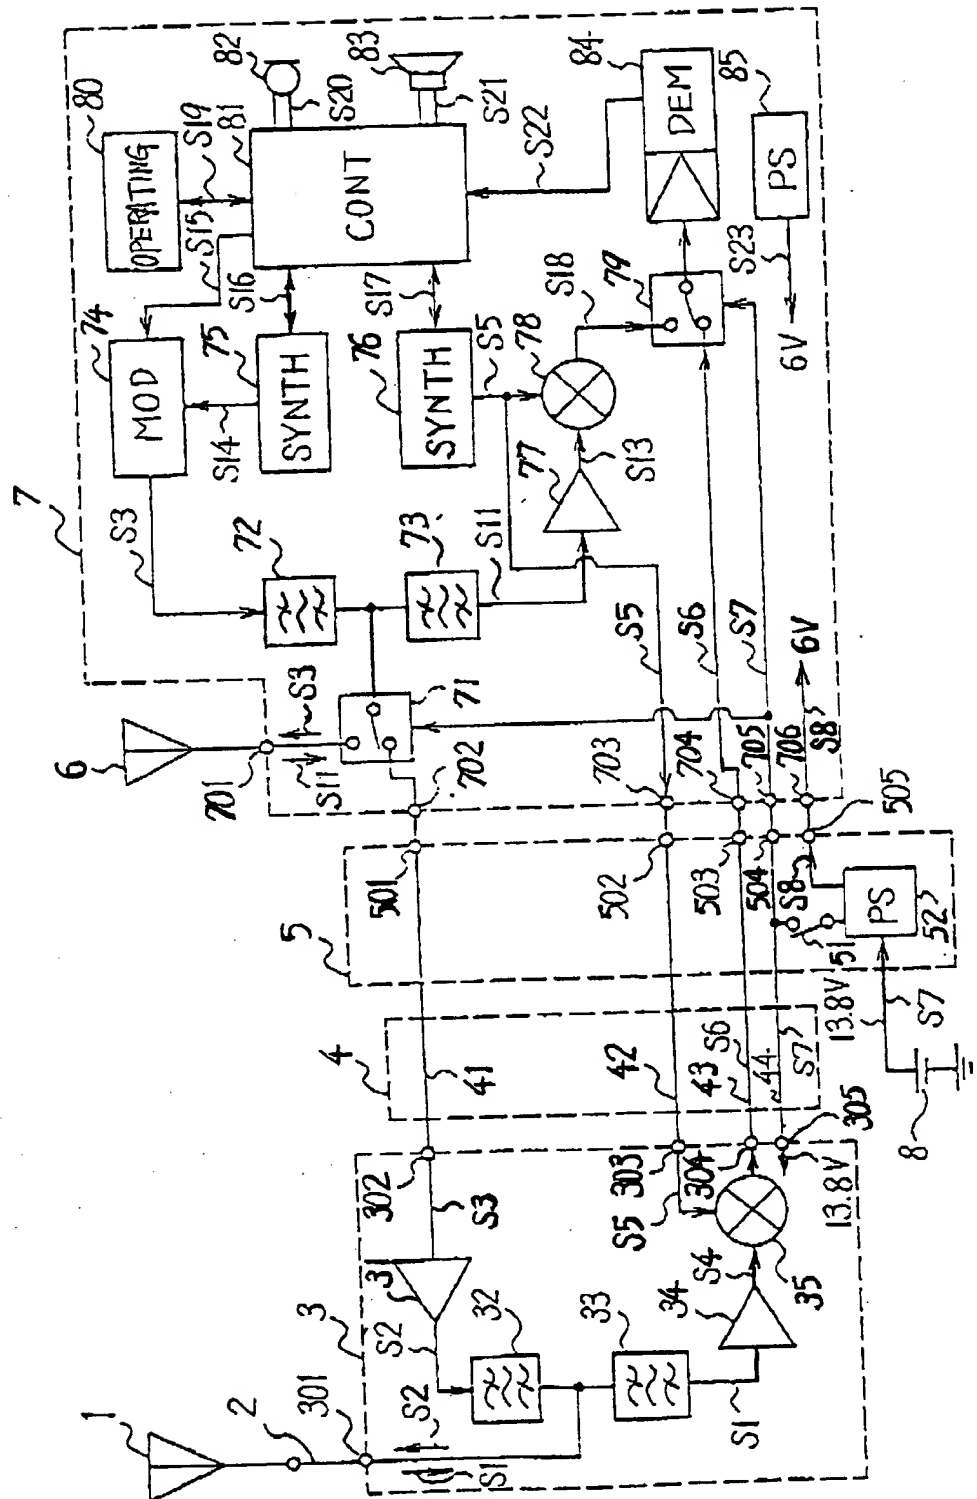 7
80
OPERATING
S19
81
82
S20
83
S21
CONT
S15
S16
S17
S22
84
DEM
85
PS
S23
6V
74
MOD
S14
75
SYNTH
76
SYNTH
S5
78
S18
79
S13
77
S3
72
73
S11
S3
71
6
701
S11
702
S5
S6
S7
703
704
705
706
6V
S8
5
501
502
503
504
505
S8
51
PS
52
4
41
42
43
S6
44
S7
13.8V
S7
8
3
302
S3
303
S5
304
305
13.8V
31
S2
32
33
34
S4
35
S1
1
2
301
S2
S1